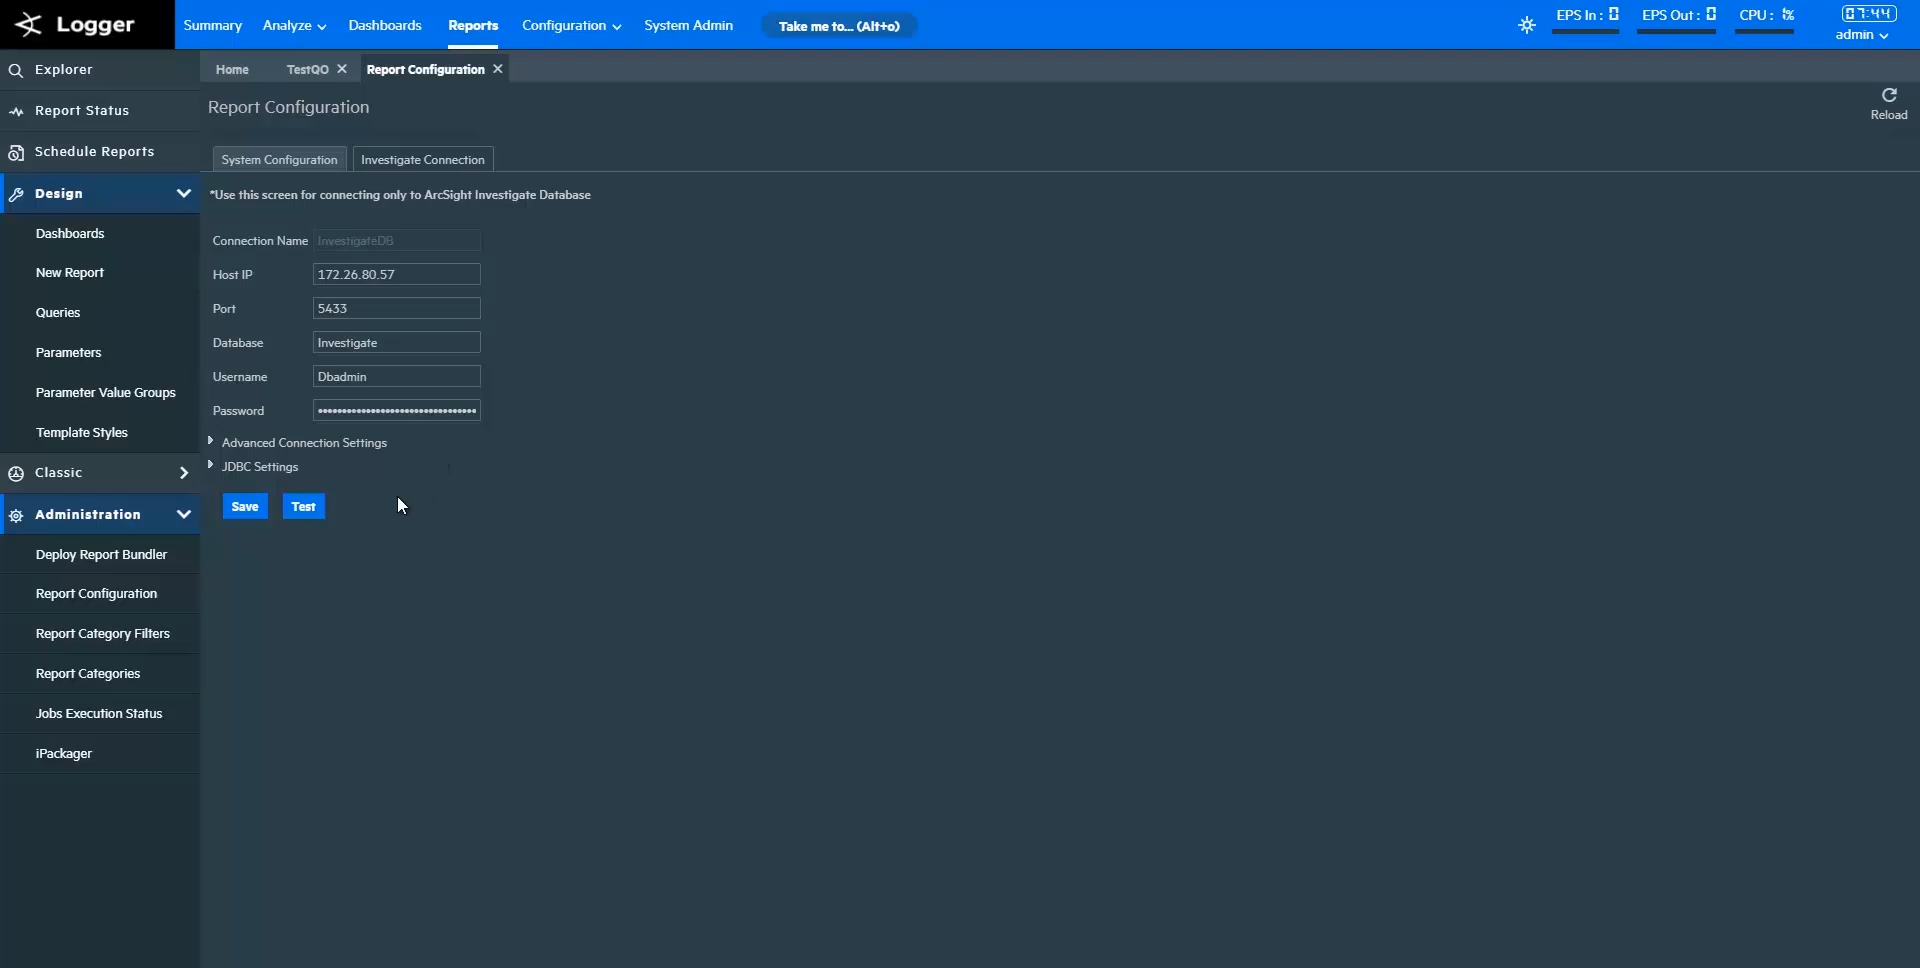 Logger
Summary Analyze Dashboards Reports Configuration System Admin Take me to... (Alt+o) EPS In : 0 EPS Out : 0 CPU : 07:44
admin
Explorer
Report Status
Schedule Reports
Design
Dashboards
New Report
Queries
Parameters
Parameter Value Groups
Template Styles
Classic
Administration
Deploy Report Bundler
Report Configuration
Report Category Filters
Report Categories
Jobs Execution Status
iPackager
Home TestQO Report Configuration
Report Configuration
Reload
System Configuration Investigate Connection
*Use this screen for connecting only to ArcSight Investigate Database
Connection Name InvestigateDB
Host IP 172.26.80.57
Port 5433
Database Investigate
Username Dbadmin
Password ••••••••••••••••••••••••••••••••
Advanced Connection Settings
JDBC Settings
Save Test